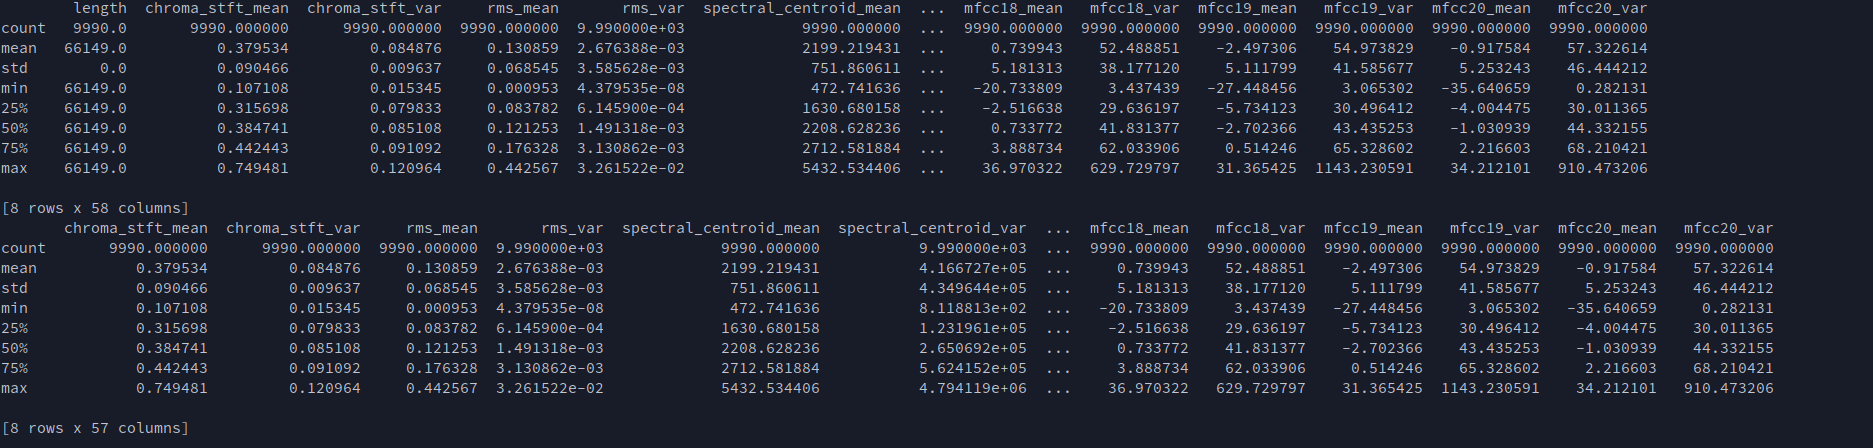 length chroma_stft_mean chroma_stft_var rms_mean rms_var spectral_centroid_mean ... mfcc18_mean mfcc18_var mfcc19_mean mfcc19_var mfcc20_mean mfcc20_var
count 9990.0 9990.000000 9990.000000 9990.000000 9.990000e+03 9990.000000 ... 9990.000000 9990.000000 9990.000000 9990.000000 9990.000000 9990.000000
mean 66149.0 0.379534 0.084876 0.130859 2.676388e-03 2199.219431 ... 0.739943 52.488851 -2.497306 54.973829 -0.917584 57.322614
std 0.0 0.090466 0.009637 0.068545 3.585628e-03 751.860611 ... 5.181313 38.177120 5.111799 41.585677 5.253243 46.444212
min 66149.0 0.107108 0.015345 0.000953 4.379535e-08 472.741636 ... -20.733809 3.437439 -27.448456 3.065302 -35.640659 0.282131
25% 66149.0 0.315698 0.079833 0.083782 6.145900e-04 1630.680158 ... -2.516638 29.636197 -5.734123 30.496412 -4.004475 30.011365
50% 66149.0 0.384741 0.085108 0.121253 1.491318e-03 2208.628236 ... 0.733772 41.831377 -2.702366 43.435253 -1.030939 44.332155
75% 66149.0 0.442443 0.091092 0.176328 3.130862e-03 2712.581884 ... 3.888734 62.033906 0.514246 65.328602 2.216603 68.210421
max 66149.0 0.749481 0.120964 0.442567 3.261522e-02 5432.534406 ... 36.970322 629.729797 31.365425 1143.230591 34.212101 910.473206
[8 rows x 58 columns]
chroma_stft_mean chroma_stft_var rms_mean rms_var spectral_centroid_mean spectral_centroid_var ... mfcc18_mean mfcc18_var mfcc19_mean mfcc19_var mfcc20_mean mfcc20_var
count 9990.000000 9990.000000 9990.000000 9.990000e+03 9990.000000 9.990000e+03 ... 9990.000000 9990.000000 9990.000000 9990.000000 9990.000000 9990.000000
mean 0.379534 0.084876 0.130859 2.676388e-03 2199.219431 4.166727e+05 ... 0.739943 52.488851 -2.497306 54.973829 -0.917584 57.322614
std 0.090466 0.009637 0.068545 3.585628e-03 751.860611 4.349644e+05 ... 5.181313 38.177120 5.111799 41.585677 5.253243 46.444212
min 0.107108 0.015345 0.000953 4.379535e-08 472.741636 8.118813e+02 ... -20.733809 3.437439 -27.448456 3.065302 -35.640659 0.282131
25% 0.315698 0.079833 0.083782 6.145900e-04 1630.680158 1.231961e+05 ... -2.516638 29.636197 -5.734123 30.496412 -4.004475 30.011365
50% 0.384741 0.085108 0.121253 1.491318e-03 2208.628236 2.650692e+05 ... 0.733772 41.831377 -2.702366 43.435253 -1.030939 44.332155
75% 0.442443 0.091092 0.176328 3.130862e-03 2712.581884 5.624152e+05 ... 3.888734 62.033906 0.514246 65.328602 2.216603 68.210421
max 0.749481 0.120964 0.442567 3.261522e-02 5432.534406 4.794119e+06 ... 36.970322 629.729797 31.365425 1143.230591 34.212101 910.473206
[8 rows x 57 columns]